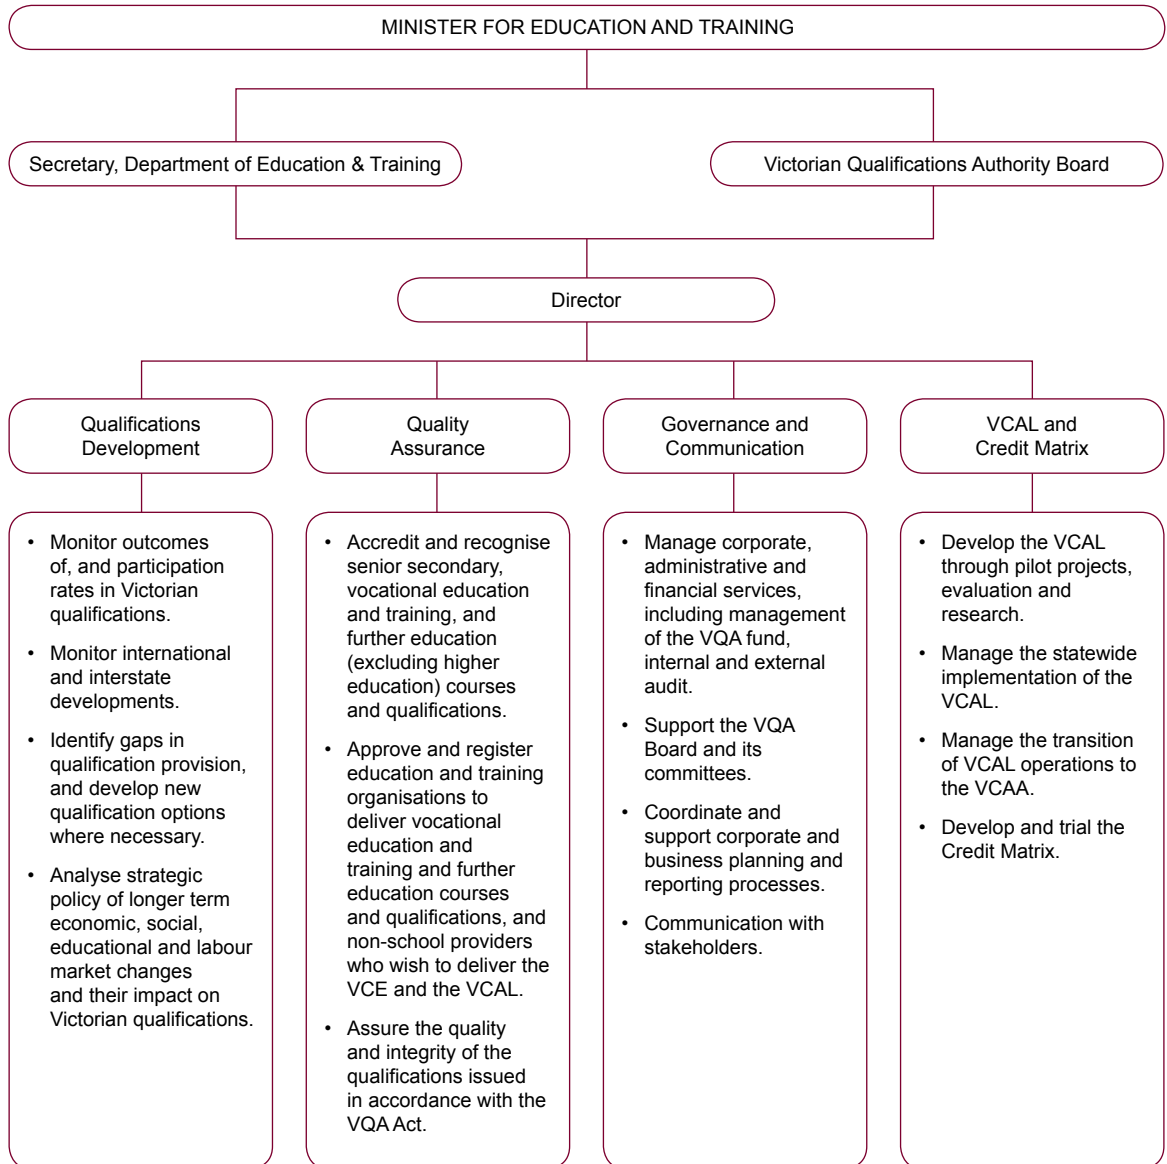 MINISTER FOR EDUCATION AND TRAINING
Secretary, Department of Education & Training
Victorian Qualifications Authority Board
Director
Qualifications
Development
Quality
Assurance
Governance and
Communication
VCAL and
Credit Matrix
• Monitor outcomes
of, and participation
rates in Victorian
qualifications.
• Monitor international
and interstate
developments.
• Identify gaps in
qualification provision,
and develop new
qualification options
where necessary.
• Analyse strategic
policy of longer term
economic, social,
educational and labour
market changes
and their impact on
Victorian qualifications.
• Accredit and recognise
senior secondary,
vocational education
and training, and
further education
(excluding higher
education) courses
and qualifications.
• Approve and register
education and training
organisations to
deliver vocational
education and
training and further
education courses
and qualifications, and
non-school providers
who wish to deliver the
VCE and the VCAL.
• Assure the quality
and integrity of the
qualifications issued
in accordance with the
VQA Act.
• Manage corporate,
administrative and
financial services,
including management
of the VQA fund,
internal and external
audit.
• Support the VQA
Board and its
committees.
• Coordinate and
support corporate and
business planning and
reporting processes.
• Communication with
stakeholders.
• Develop the VCAL
through pilot projects,
evaluation and
research.
• Manage the statewide
implementation of the
VCAL.
• Manage the transition
of VCAL operations to
the VCAA.
• Develop and trial the
Credit Matrix.